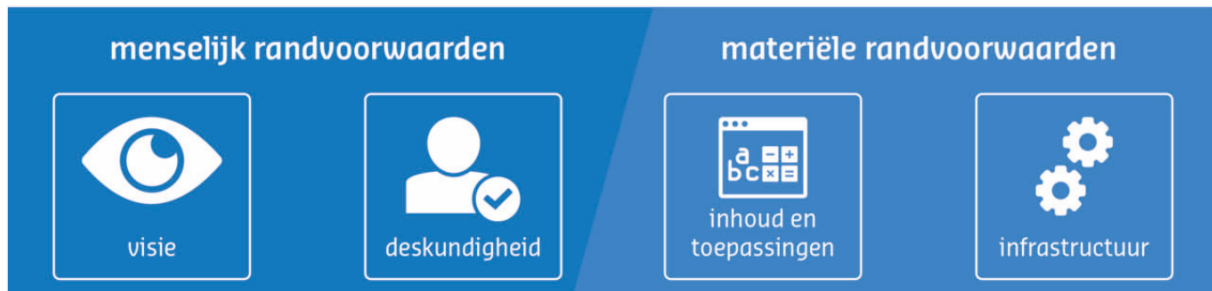 menselijk randvoorwaarden
materiële randvoorwaarden
visie
deskundigheid
a
bc
- +
× =
inhoud en
toepassingen
infrastructuur